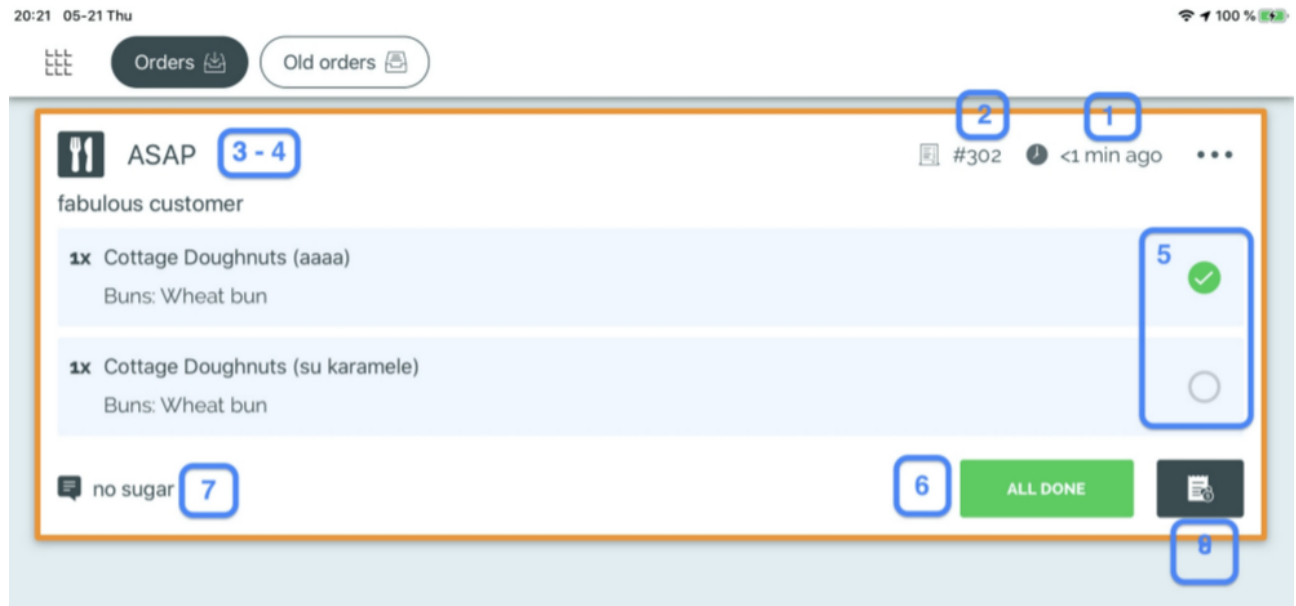 20:21 05-21 Thu
100 %
Orders
Old orders
2
1
ASAP
3 - 4
#302
<1 min ago
•••
fabulous customer
1x Cottage Doughnuts (aaaa)
5
Buns: Wheat bun
1x Cottage Doughnuts (su karamele)
Buns: Wheat bun
no sugar
7
6
ALL DONE